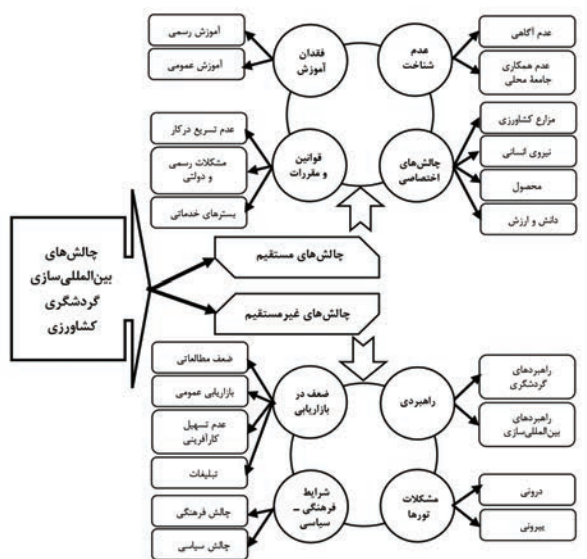 چالش‌های
بین‌المللی‌سازی
گردشگری
کشاورزی
چالش‌های مستقیم
عدم
شناخت
عدم آگاهی
عدم همکاری
جامعهٔ محلی
چالش‌های
اختصاصی
مزارع کشاورزی
نیروی انسانی
محصول
دانش و ارزش
فقدان
آموزش
آموزش رسمی
آموزش عمومی
قوانین
و مقررات
عدم تسریع درکار
مشکلات رسمی
و دولتی
بسترهای خدماتی
چالش‌های غیرمستقیم
راهبردی
راهبردهای
گردشگری
راهبردهای
بین‌المللی‌سازی
مشکلات
تورها
درونی
بیرونی
ضعف در
بازاریابی
ضعف مطالعاتی
بازاریابی عمومی
عدم تسهیل
کارآفرینی
تبلیغات
شرایط
فرهنگی –
سیاسی
چالش فرهنگی
چالش سیاسی